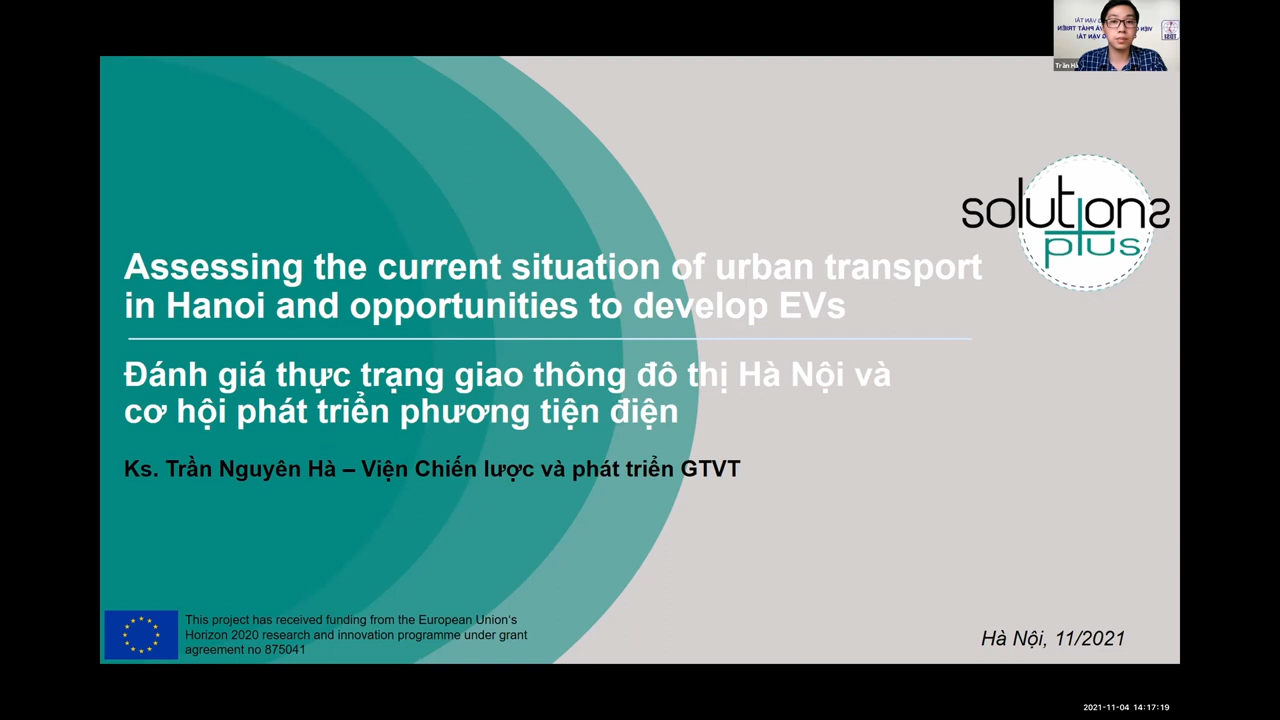 Trần Hà
solutions
plus
Assessing the current situation of urban transport
in Hanoi and opportunities to develop EVs
Đánh giá thực trạng giao thông đô thị Hà Nội và
cơ hội phát triển phương tiện điện
Ks. Trần Nguyên Hà – Viện Chiến lược và phát triển GTVT
This project has received funding from the European Union's
Horizon 2020 research and innovation programme under grant
agreement no 875041
Hà Nội, 11/2021
2021-11-04 14:17:19